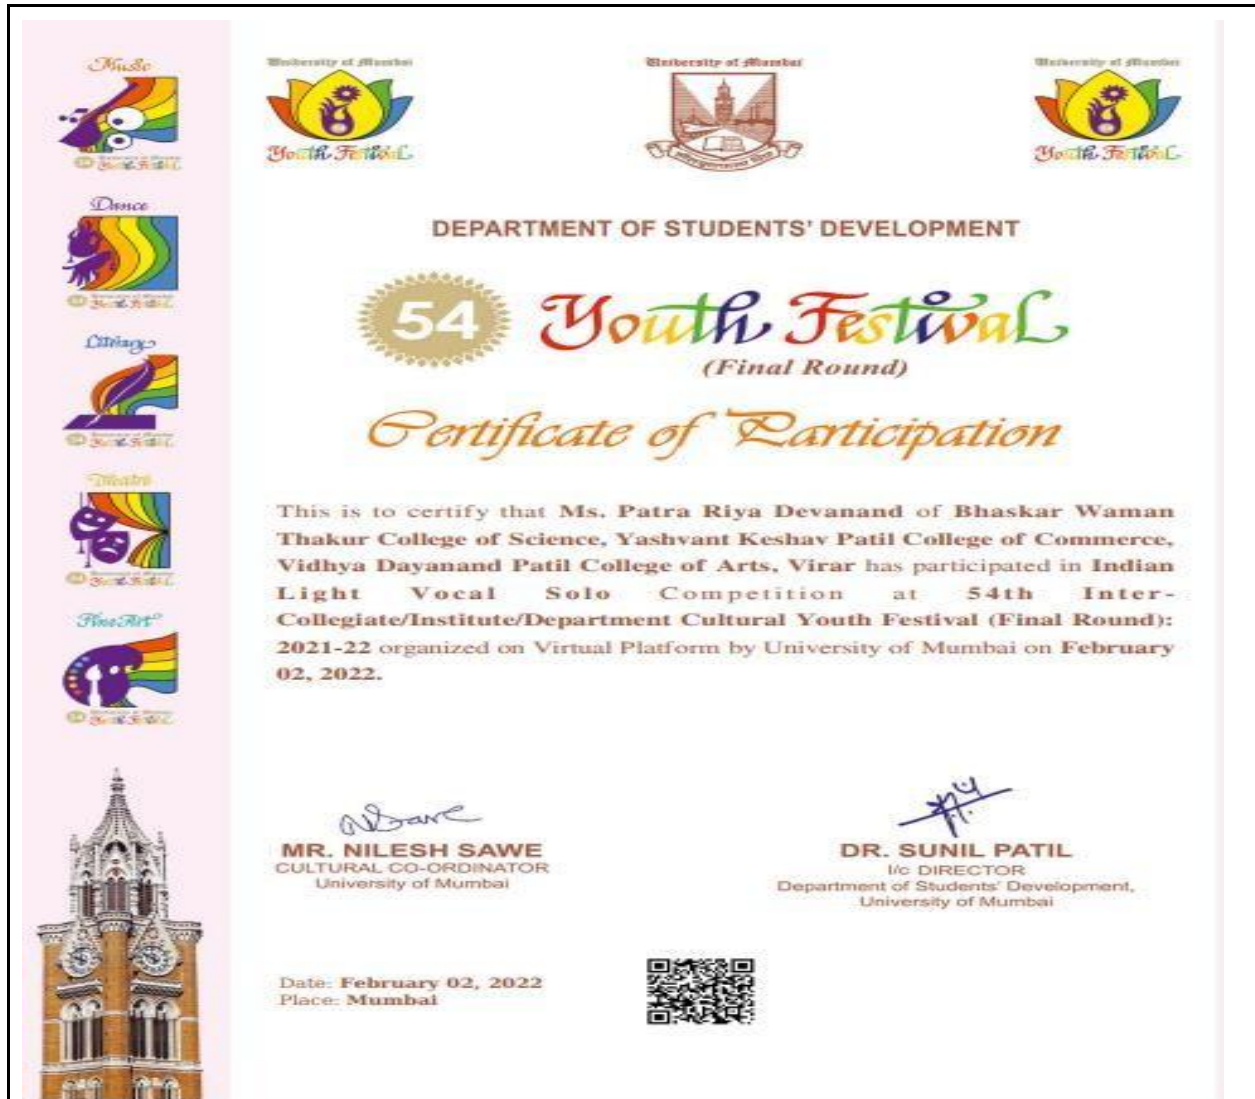 Music
Dance
Literary
Theatre
Fine Art
University of Mumbai
Youth Festival
University of Mumbai
University of Mumbai
Youth Festival
DEPARTMENT OF STUDENTS' DEVELOPMENT
54 Youth Festival
(Final Round)
Certificate of Participation
This is to certify that Ms. Patra Riya Devanand of Bhaskar Waman
Thakur College of Science, Yashvant Keshav Patil College of Commerce,
Vidhya Dayanand Patil College of Arts, Virar has participated in Indian
Light Vocal Solo Competition at 54th Inter-
Collegiate/Institute/Department Cultural Youth Festival (Final Round):
2021-22 organized on Virtual Platform by University of Mumbai on February
02, 2022.
MR. NILESH SAWE
CULTURAL CO-ORDINATOR
University of Mumbai
DR. SUNIL PATIL
I/c DIRECTOR
Department of Students' Development,
University of Mumbai
Date: February 02, 2022
Place: Mumbai